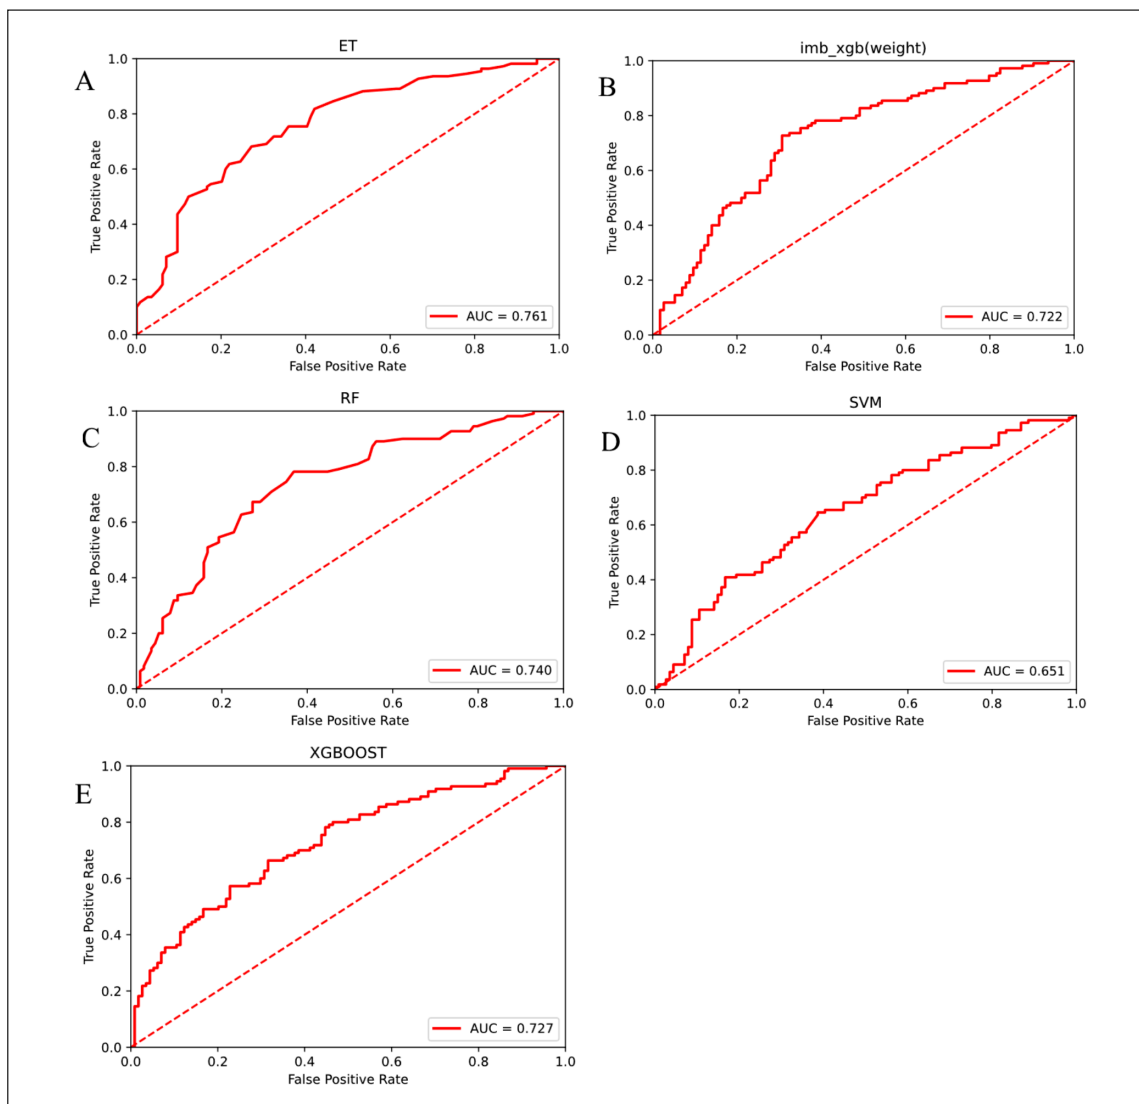 A
ET
1.0
0.8
0.6
0.4
0.2
0.0
True Positive Rate
AUC = 0.761
0.0 0.2 0.4 0.6 0.8 1.0
False Positive Rate
B
imb_xgb(weight)
1.0
0.8
0.6
0.4
0.2
0.0
True Positive Rate
AUC = 0.722
0.0 0.2 0.4 0.6 0.8 1.0
False Positive Rate
C
RF
1.0
0.8
0.6
0.4
0.2
0.0
True Positive Rate
AUC = 0.740
0.0 0.2 0.4 0.6 0.8 1.0
False Positive Rate
D
SVM
1.0
0.8
0.6
0.4
0.2
0.0
True Positive Rate
AUC = 0.651
0.0 0.2 0.4 0.6 0.8 1.0
False Positive Rate
E
XGBOOST
1.0
0.8
0.6
0.4
0.2
0.0
True Positive Rate
AUC = 0.727
0.0 0.2 0.4 0.6 0.8 1.0
False Positive Rate